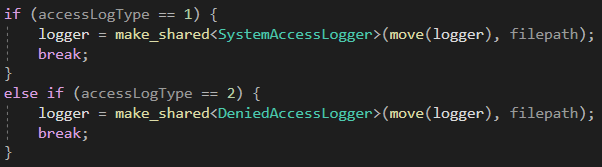 if (accessLogType == 1) {
    logger = make_shared<SystemAccessLogger>(move(logger), filepath);
    break;
}
else if (accessLogType == 2) {
    logger = make_shared<DeniedAccessLogger>(move(logger), filepath);
    break;
}